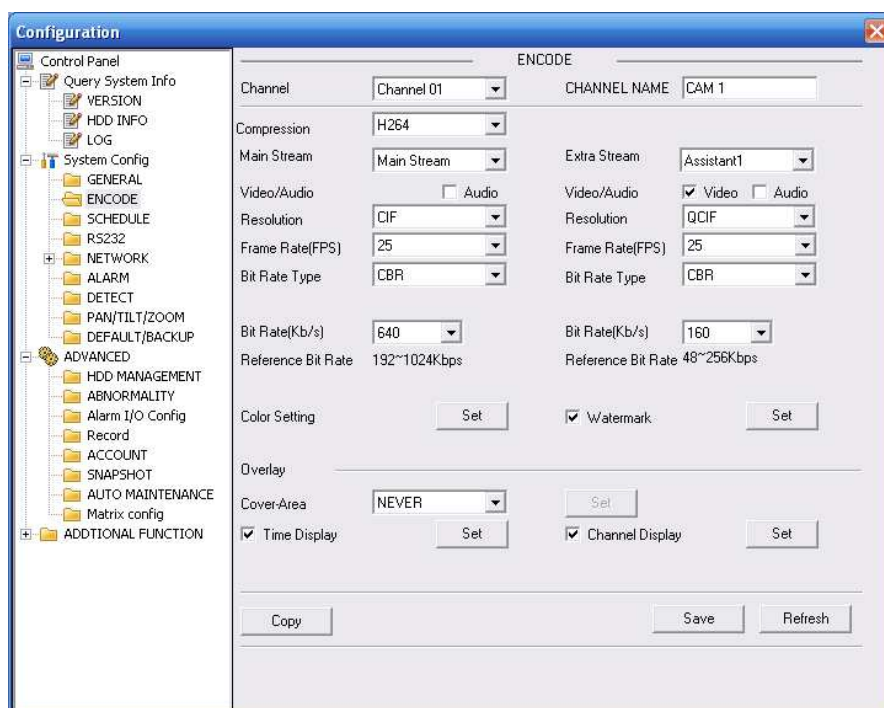 Configuration
Control Panel
Query System Info
VERSION
HDD INFO
LOG
System Config
GENERAL
ENCODE
SCHEDULE
RS232
NETWORK
ALARM
DETECT
PAN/TILT/ZOOM
DEFAULT/BACKUP
ADVANCED
HDD MANAGEMENT
ABNORMALITY
Alarm I/O Config
Record
ACCOUNT
SNAPSHOT
AUTO MAINTENANCE
Matrix config
ADDTIONAL FUNCTION
ENCODE
Channel Channel 01 CHANNEL NAME CAM 1
Compression H264
Main Stream Main Stream Extra Stream Assistant1
Video/Audio Audio Video/Audio Video Audio
Resolution CIF Resolution QCIF
Frame Rate(FPS) 25 Frame Rate(FPS) 25
Bit Rate Type CBR Bit Rate Type CBR
Bit Rate(Kb/s) 640 Bit Rate(Kb/s) 160
Reference Bit Rate 192~1024Kbps Reference Bit Rate 48~256Kbps
Color Setting Set Watermark Set
Overlay
Cover-Area NEVER Set
Time Display Set Channel Display Set
Copy Save Refresh